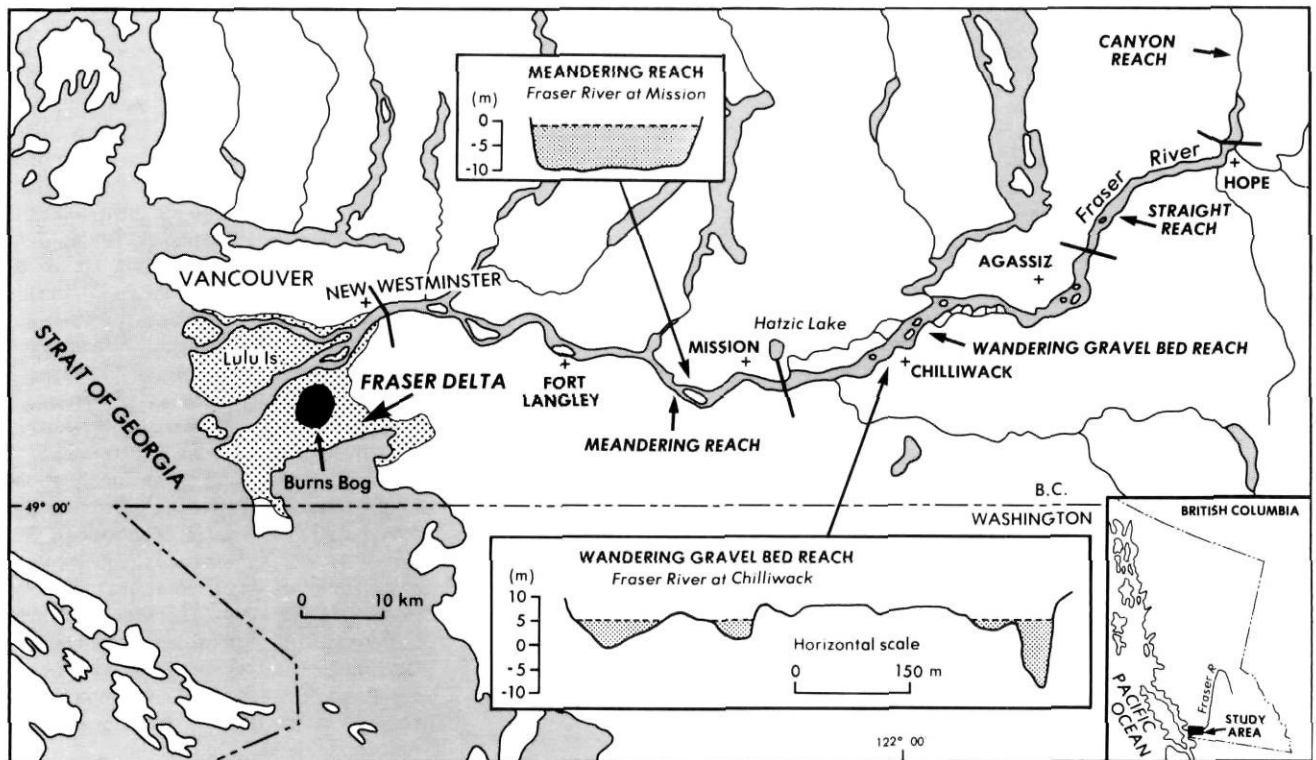 CANYON
REACH
MEANDERING REACH
Fraser River at Mission
(m)
0
-5
-10
Fraser River
HOPE
STRAIGHT
REACH
AGASSIZ
VANCOUVER
NEW WESTMINSTER
Hatzic Lake
STRAIT OF GEORGIA
Lulu Is.
MISSION
WANDERING GRAVEL BED REACH
CHILLIWACK
FRASER DELTA
FORT
LANGLEY
MEANDERING REACH
Burns Bog
49° 00'
B.C.
WASHINGTON
BRITISH COLUMBIA
WANDERING GRAVEL BED REACH
Fraser River at Chilliwack
(m)
10
5
0
-5
-10
Horizontal scale
0 150 m
0 10 km
PACIFIC
OCEAN
Fraser R.
STUDY
AREA
122° 00'